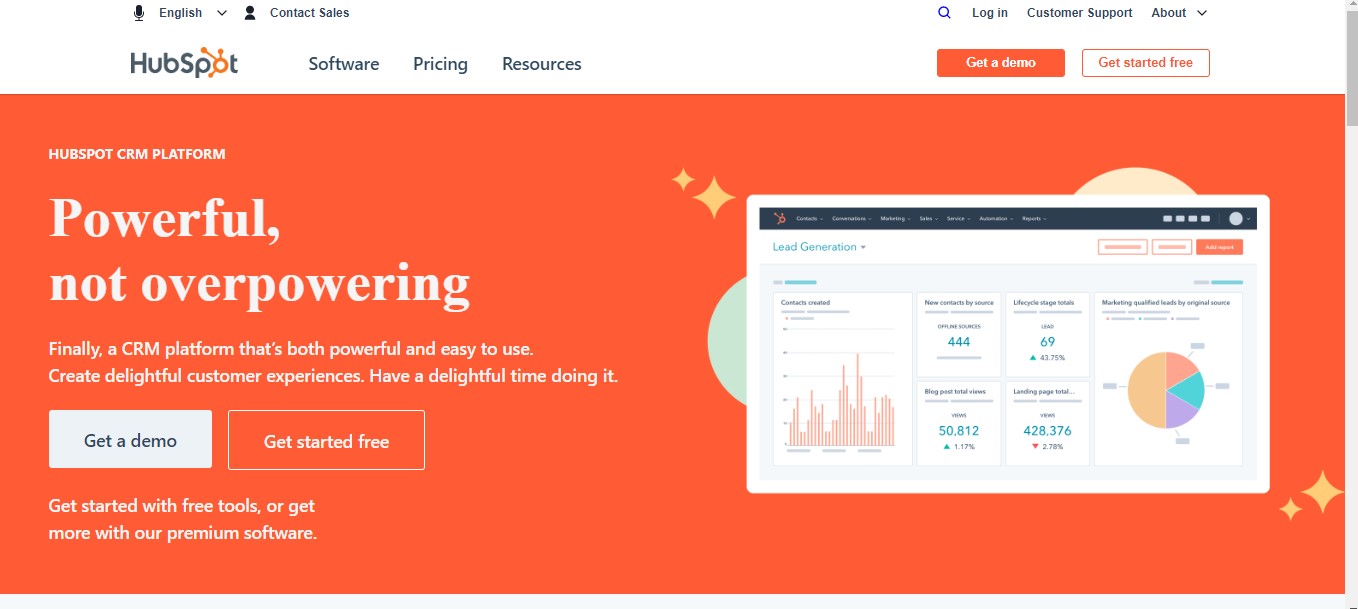 English
Contact Sales
Log in
Customer Support
About
HubSpot
Software
Pricing
Resources
Get a demo
Get started free
HUBSPOT CRM PLATFORM
Powerful,
not overpowering
Finally, a CRM platform that’s both powerful and easy to use.
Create delightful customer experiences. Have a delightful time doing it.
Get a demo
Get started free
Get started with free tools, or get
more with our premium software.
Contacts
Conversations
Marketing
Sales
Service
Automation
Reports
Lead Generation
Add report
Contacts created
New contacts by source
OFFLINE SOURCES
444
Lifecycle stage totals
LEAD
69
43.75%
Marketing qualified leads by original source
Blog post total views
VIEWS
50,812
1.17%
Landing page total...
VIEWS
428,376
2.78%